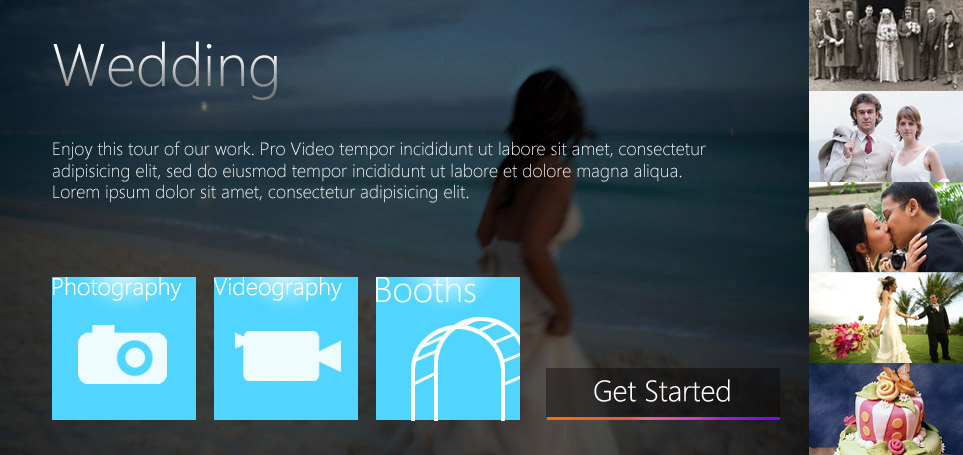 Wedding
Enjoy this tour of our work. Pro Video tempor incididunt ut labore sit amet, consectetur
adipisicing elit, sed do eiusmod tempor incididunt ut labore et dolore magna aliqua.
Lorem ipsum dolor sit amet, consectetur adipisicing elit.
Photography
Videography
Booths
Get Started